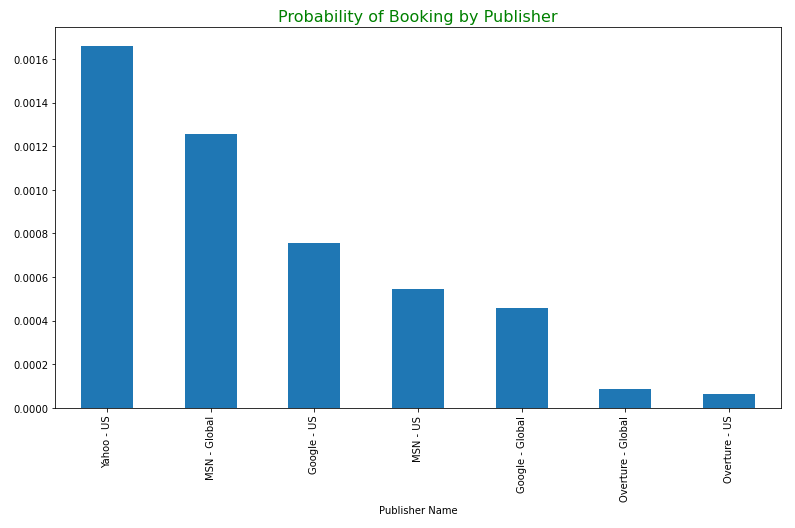 Probability of Booking by Publisher
0.0016
0.0014
0.0012
0.0010
0.0008
0.0006
0.0004
0.0002
0.0000
Yahoo - US
MSN - Global
Google - US
MSN - US
Google - Global
Overture - Global
Overture - US
Publisher Name